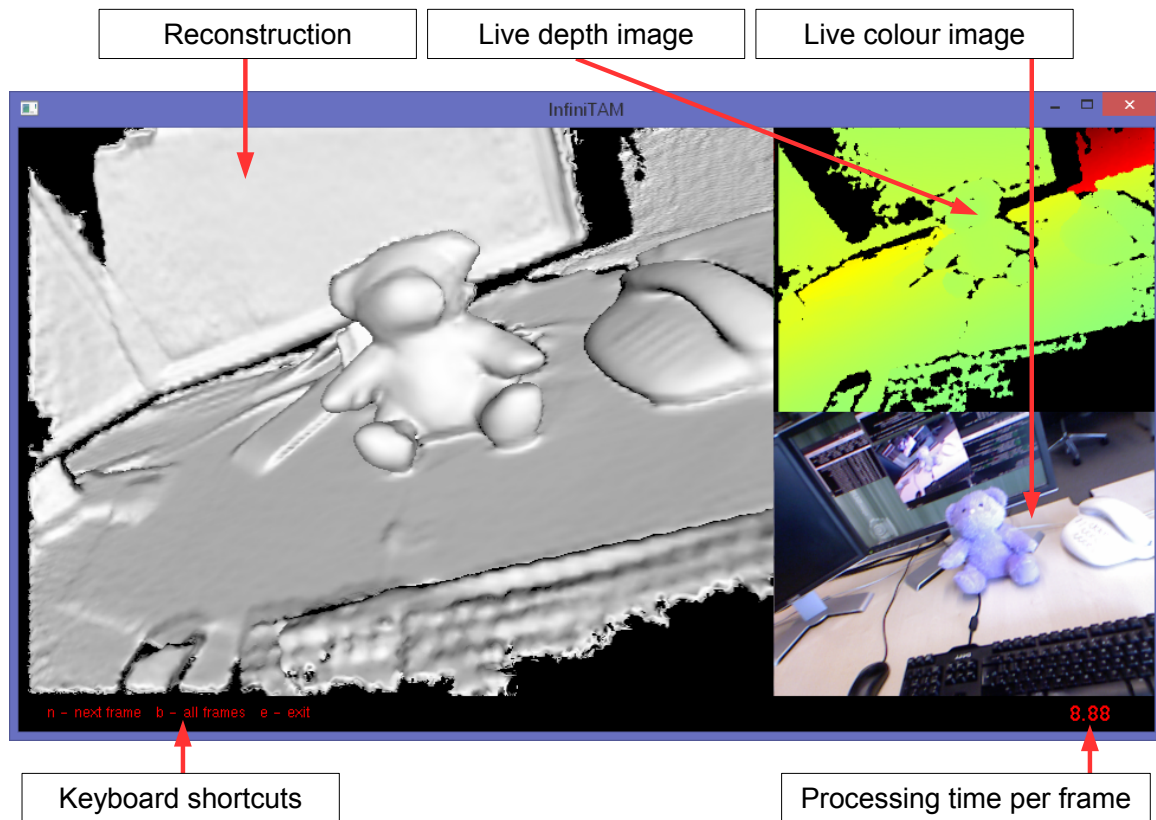 Reconstruction
Live depth image
Live colour image
InfiniTAM
n - next frame b - all frames e - exit
8.88
Keyboard shortcuts
Processing time per frame